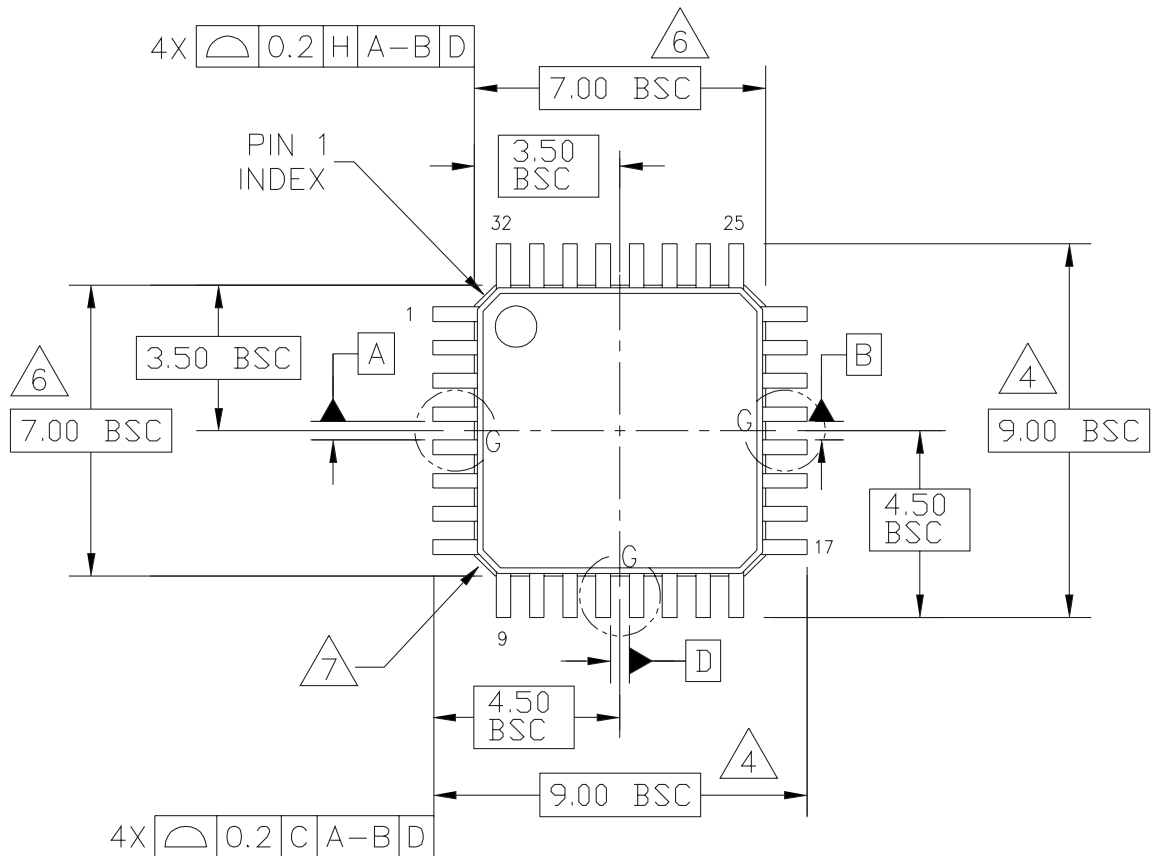 4X ⌓ 0.2 H A-B D
6
7.00 BSC
3.50
BSC
PIN 1
INDEX
32
25
1
3.50 BSC
A
B
6
7.00 BSC
4
9.00 BSC
G
G
4.50
BSC
17
G
9
7
D
4.50
BSC
4
9.00 BSC
4X ⌓ 0.2 C A-B D